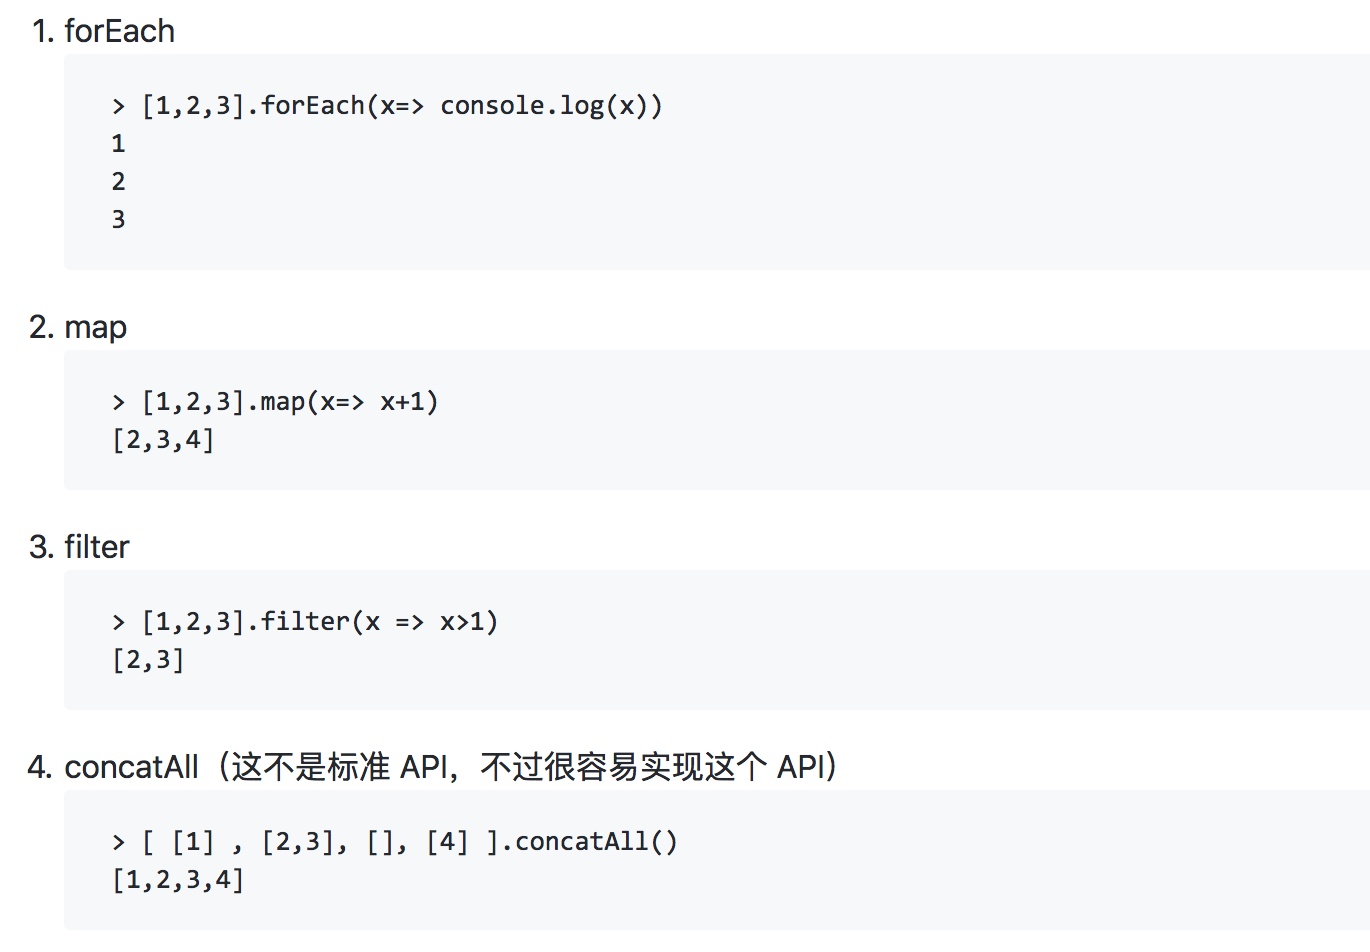 1. forEach
> [1,2,3].forEach(x=> console.log(x))
1
2
3
2. map
> [1,2,3].map(x=> x+1)
[2,3,4]
3. filter
> [1,2,3].filter(x => x>1)
[2,3]
4. concatAll（这不是标准 API，不过很容易实现这个 API）
> [ [1] , [2,3], [], [4] ].concatAll()
[1,2,3,4]